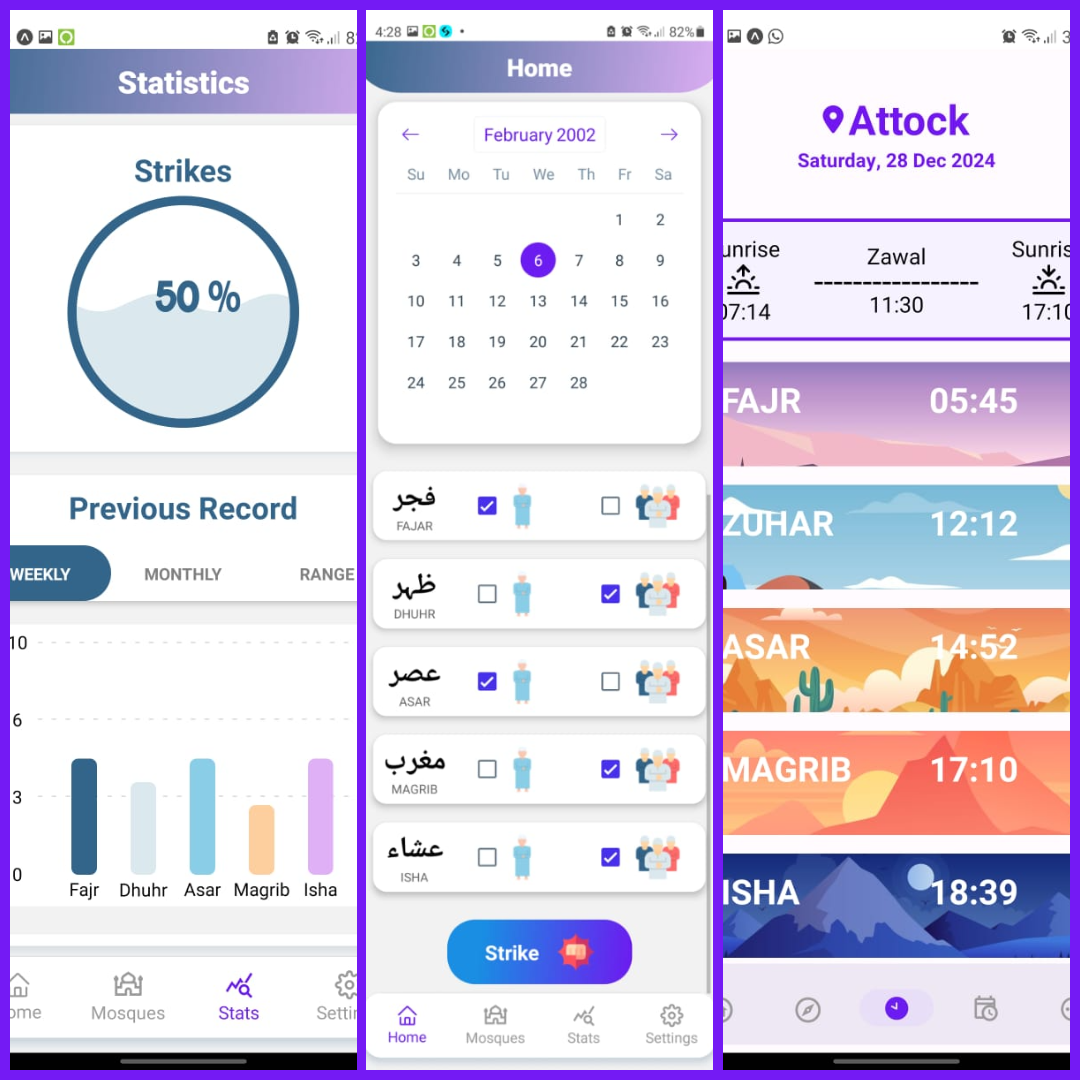 8
Statistics
Strikes
50 %
Previous Record
WEEKLY MONTHLY RANGE
10
6
3
0
Fajr Dhuhr Asar Magrib Isha
ome Mosques Stats Settin
4:28 82%
Home
February 2002
Su Mo Tu We Th Fr Sa
1 2
3 4 5 6 7 8 9
10 11 12 13 14 15 16
17 18 19 20 21 22 23
24 25 26 27 28
فجر
FAJAR
ظہر
DHUHR
عصر
ASAR
مغرب
MAGRIB
عشاء
ISHA
Strike
Home Mosques Stats Settings
3
Attock
Saturday, 28 Dec 2024
unrise Zawal Sunris
07:14 11:30 17:10
FAJR 05:45
ZUHAR 12:12
ASAR 14:52
MAGRIB 17:10
ISHA 18:39